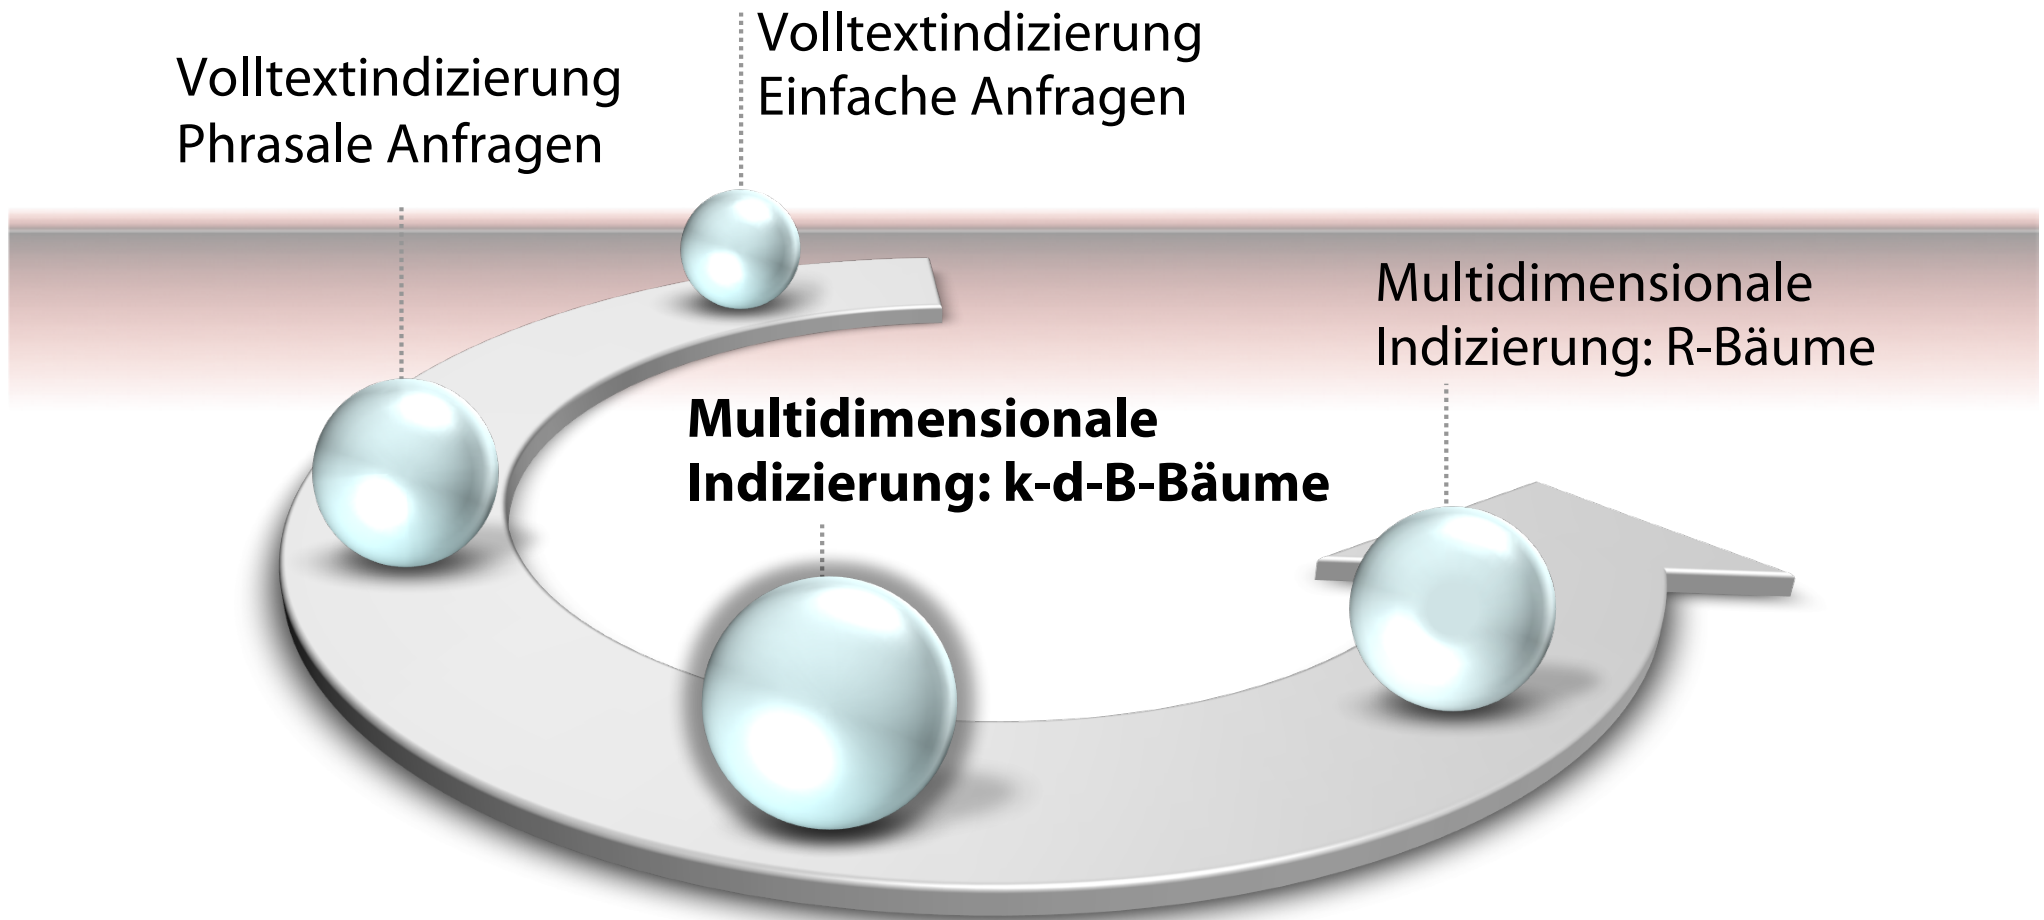 Volltextindizierung
Einfache Anfragen
Volltextindizierung
Phrasale Anfragen
Multidimensionale
Indizierung: k-d-B-Bäume
Multidimensionale
Indizierung: R-Bäume